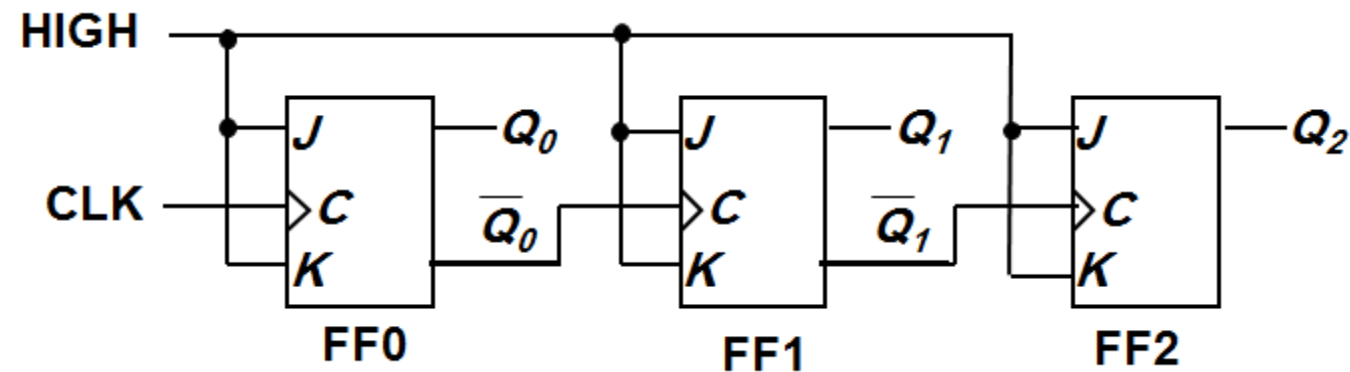 HIGH
J Q₀ J Q₁ J Q₂
CLK C Q̅₀ C Q̅₁ C
K K K
FF0 FF1 FF2